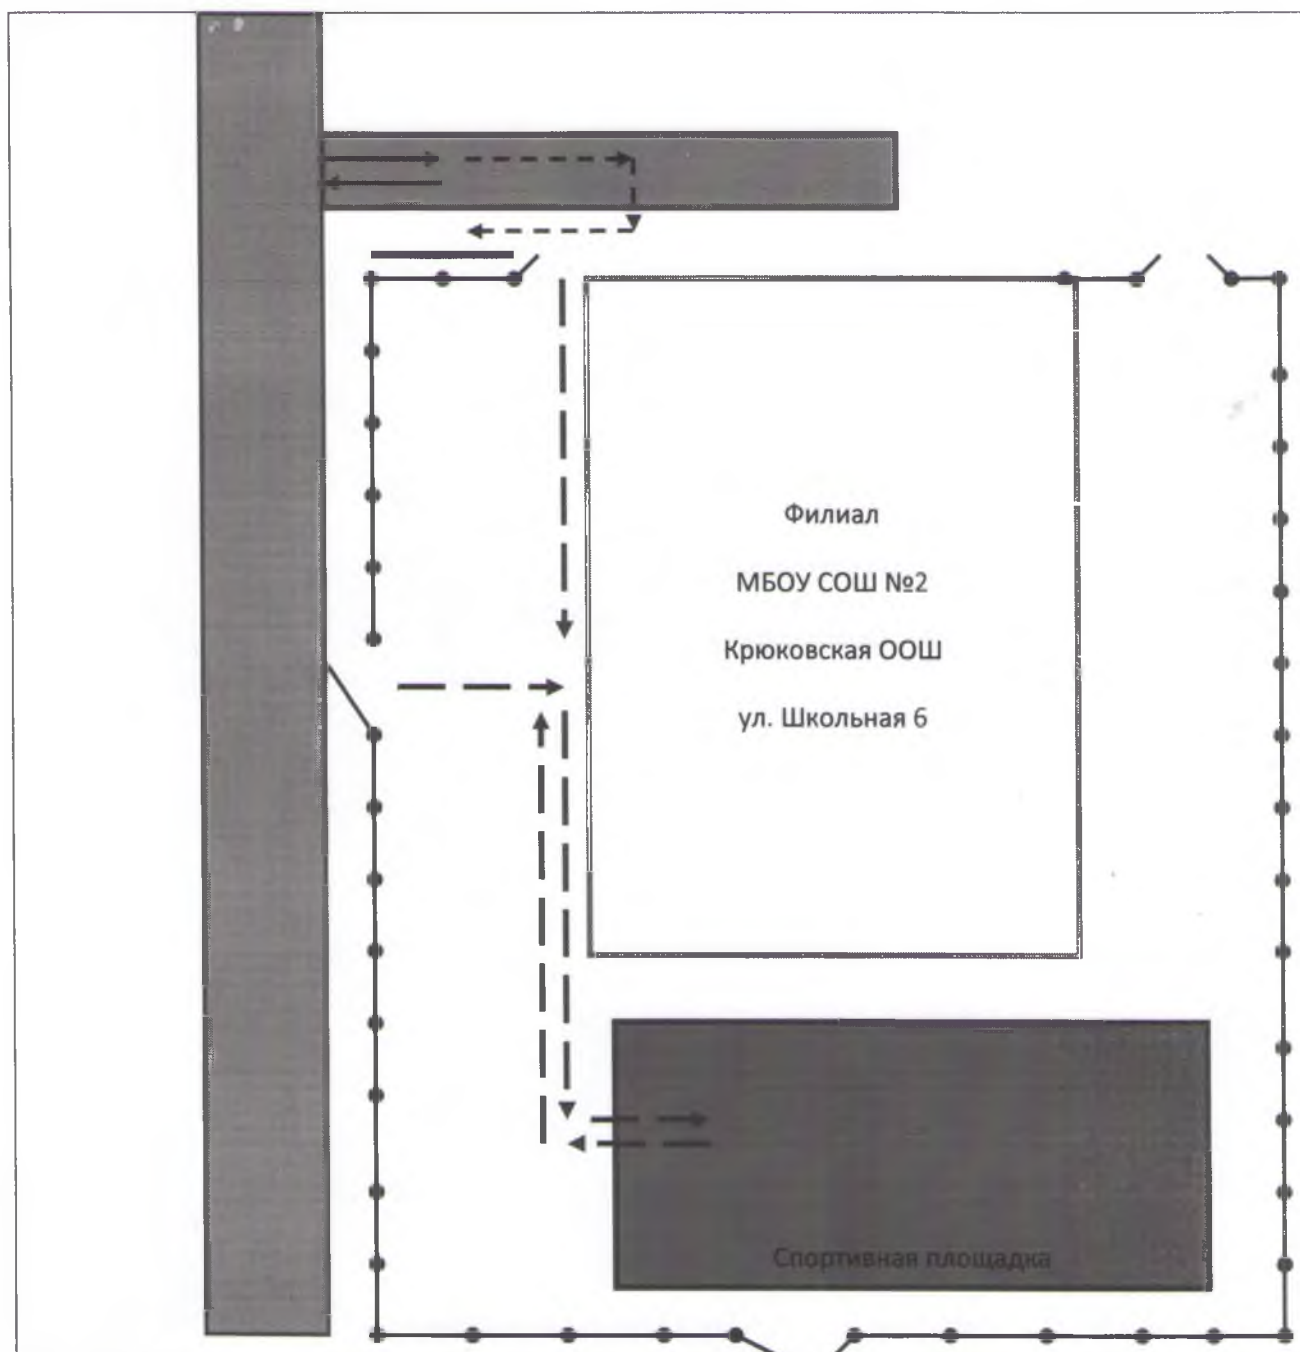 Филиал
МБОУ СОШ №2
Крюковская ООШ
ул. Школьная 6
Спортивная площадка